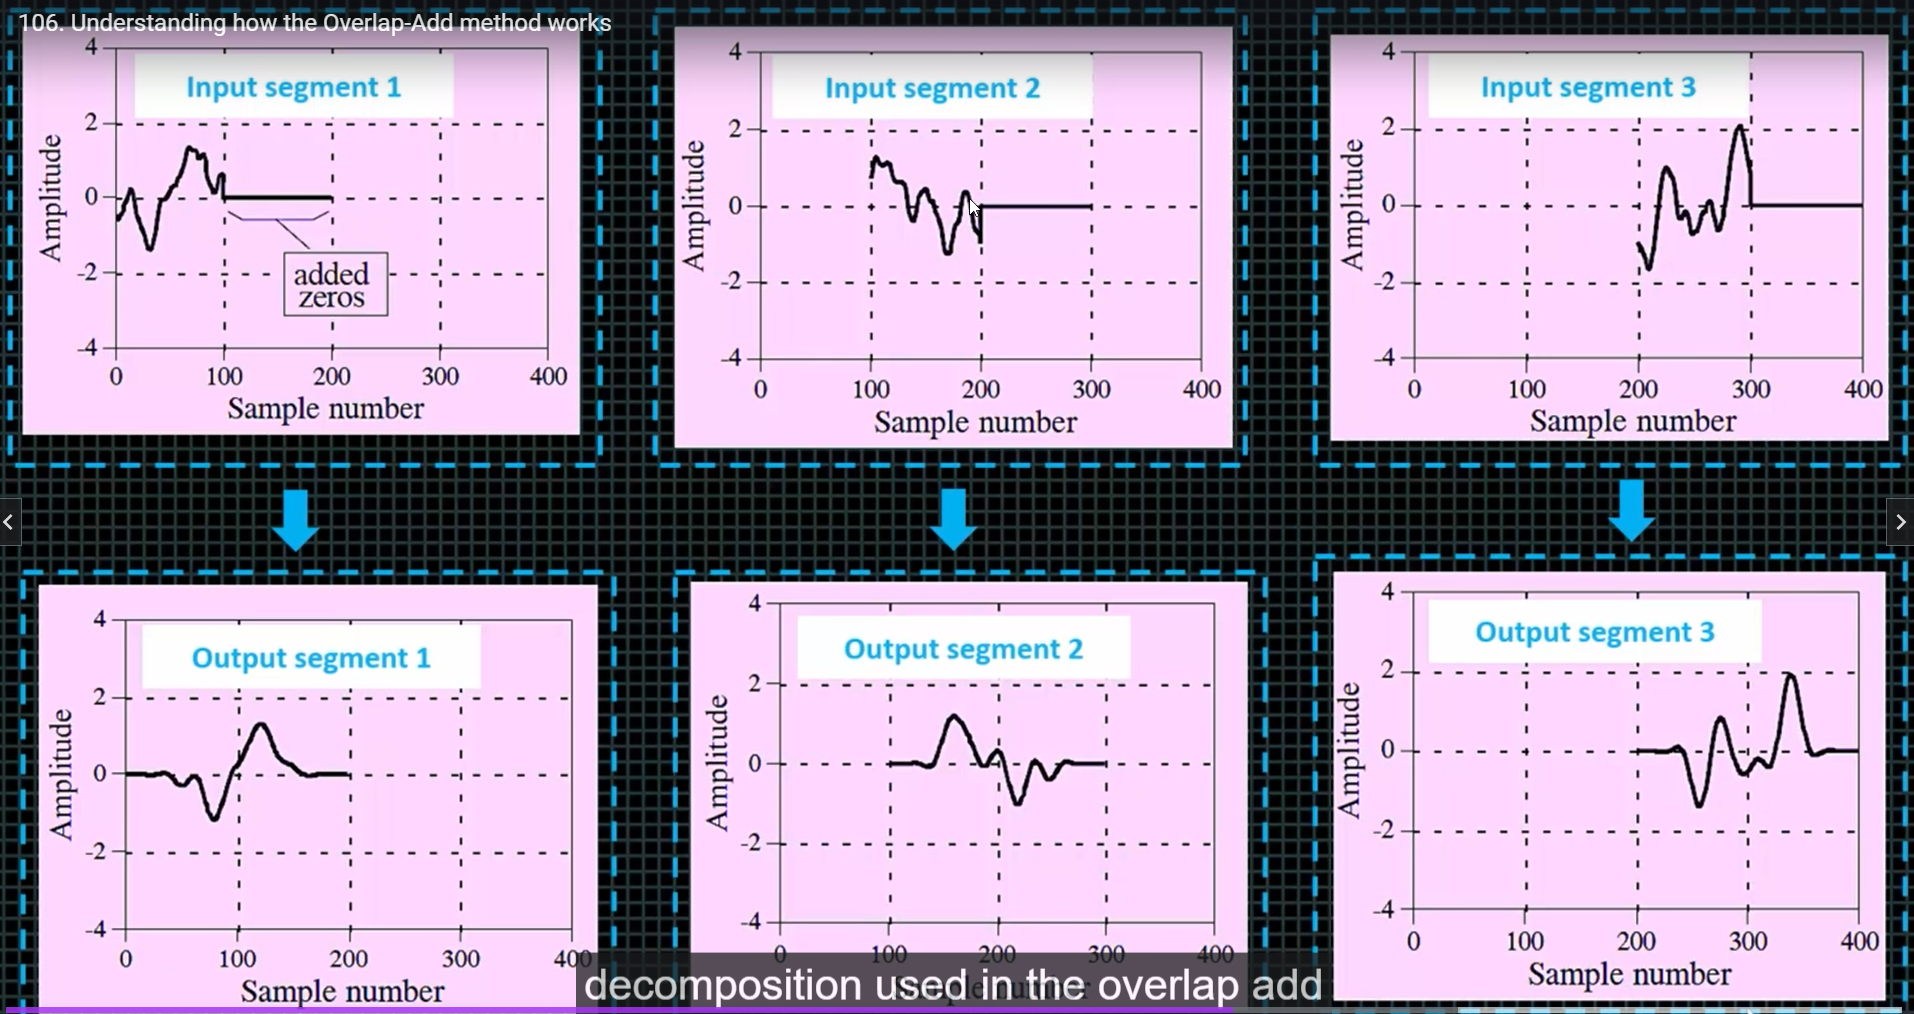 106. Understanding how the Overlap-Add method works
Input segment 1
4
2
0
-2
-4
Amplitude
added
zeros
0 100 200 300 400
Sample number
Input segment 2
4
2
0
-2
-4
Amplitude
0 100 200 300 400
Sample number
Input segment 3
4
2
0
-2
-4
Amplitude
0 100 200 300 400
Sample number
Output segment 1
4
2
0
-2
-4
Amplitude
0 100 200 300 400
Sample number
Output segment 2
4
2
0
-2
-4
Amplitude
0 100 200 300 400
Sample number
Output segment 3
4
2
0
-2
-4
Amplitude
0 100 200 300 400
Sample number
decomposition used in the overlap add